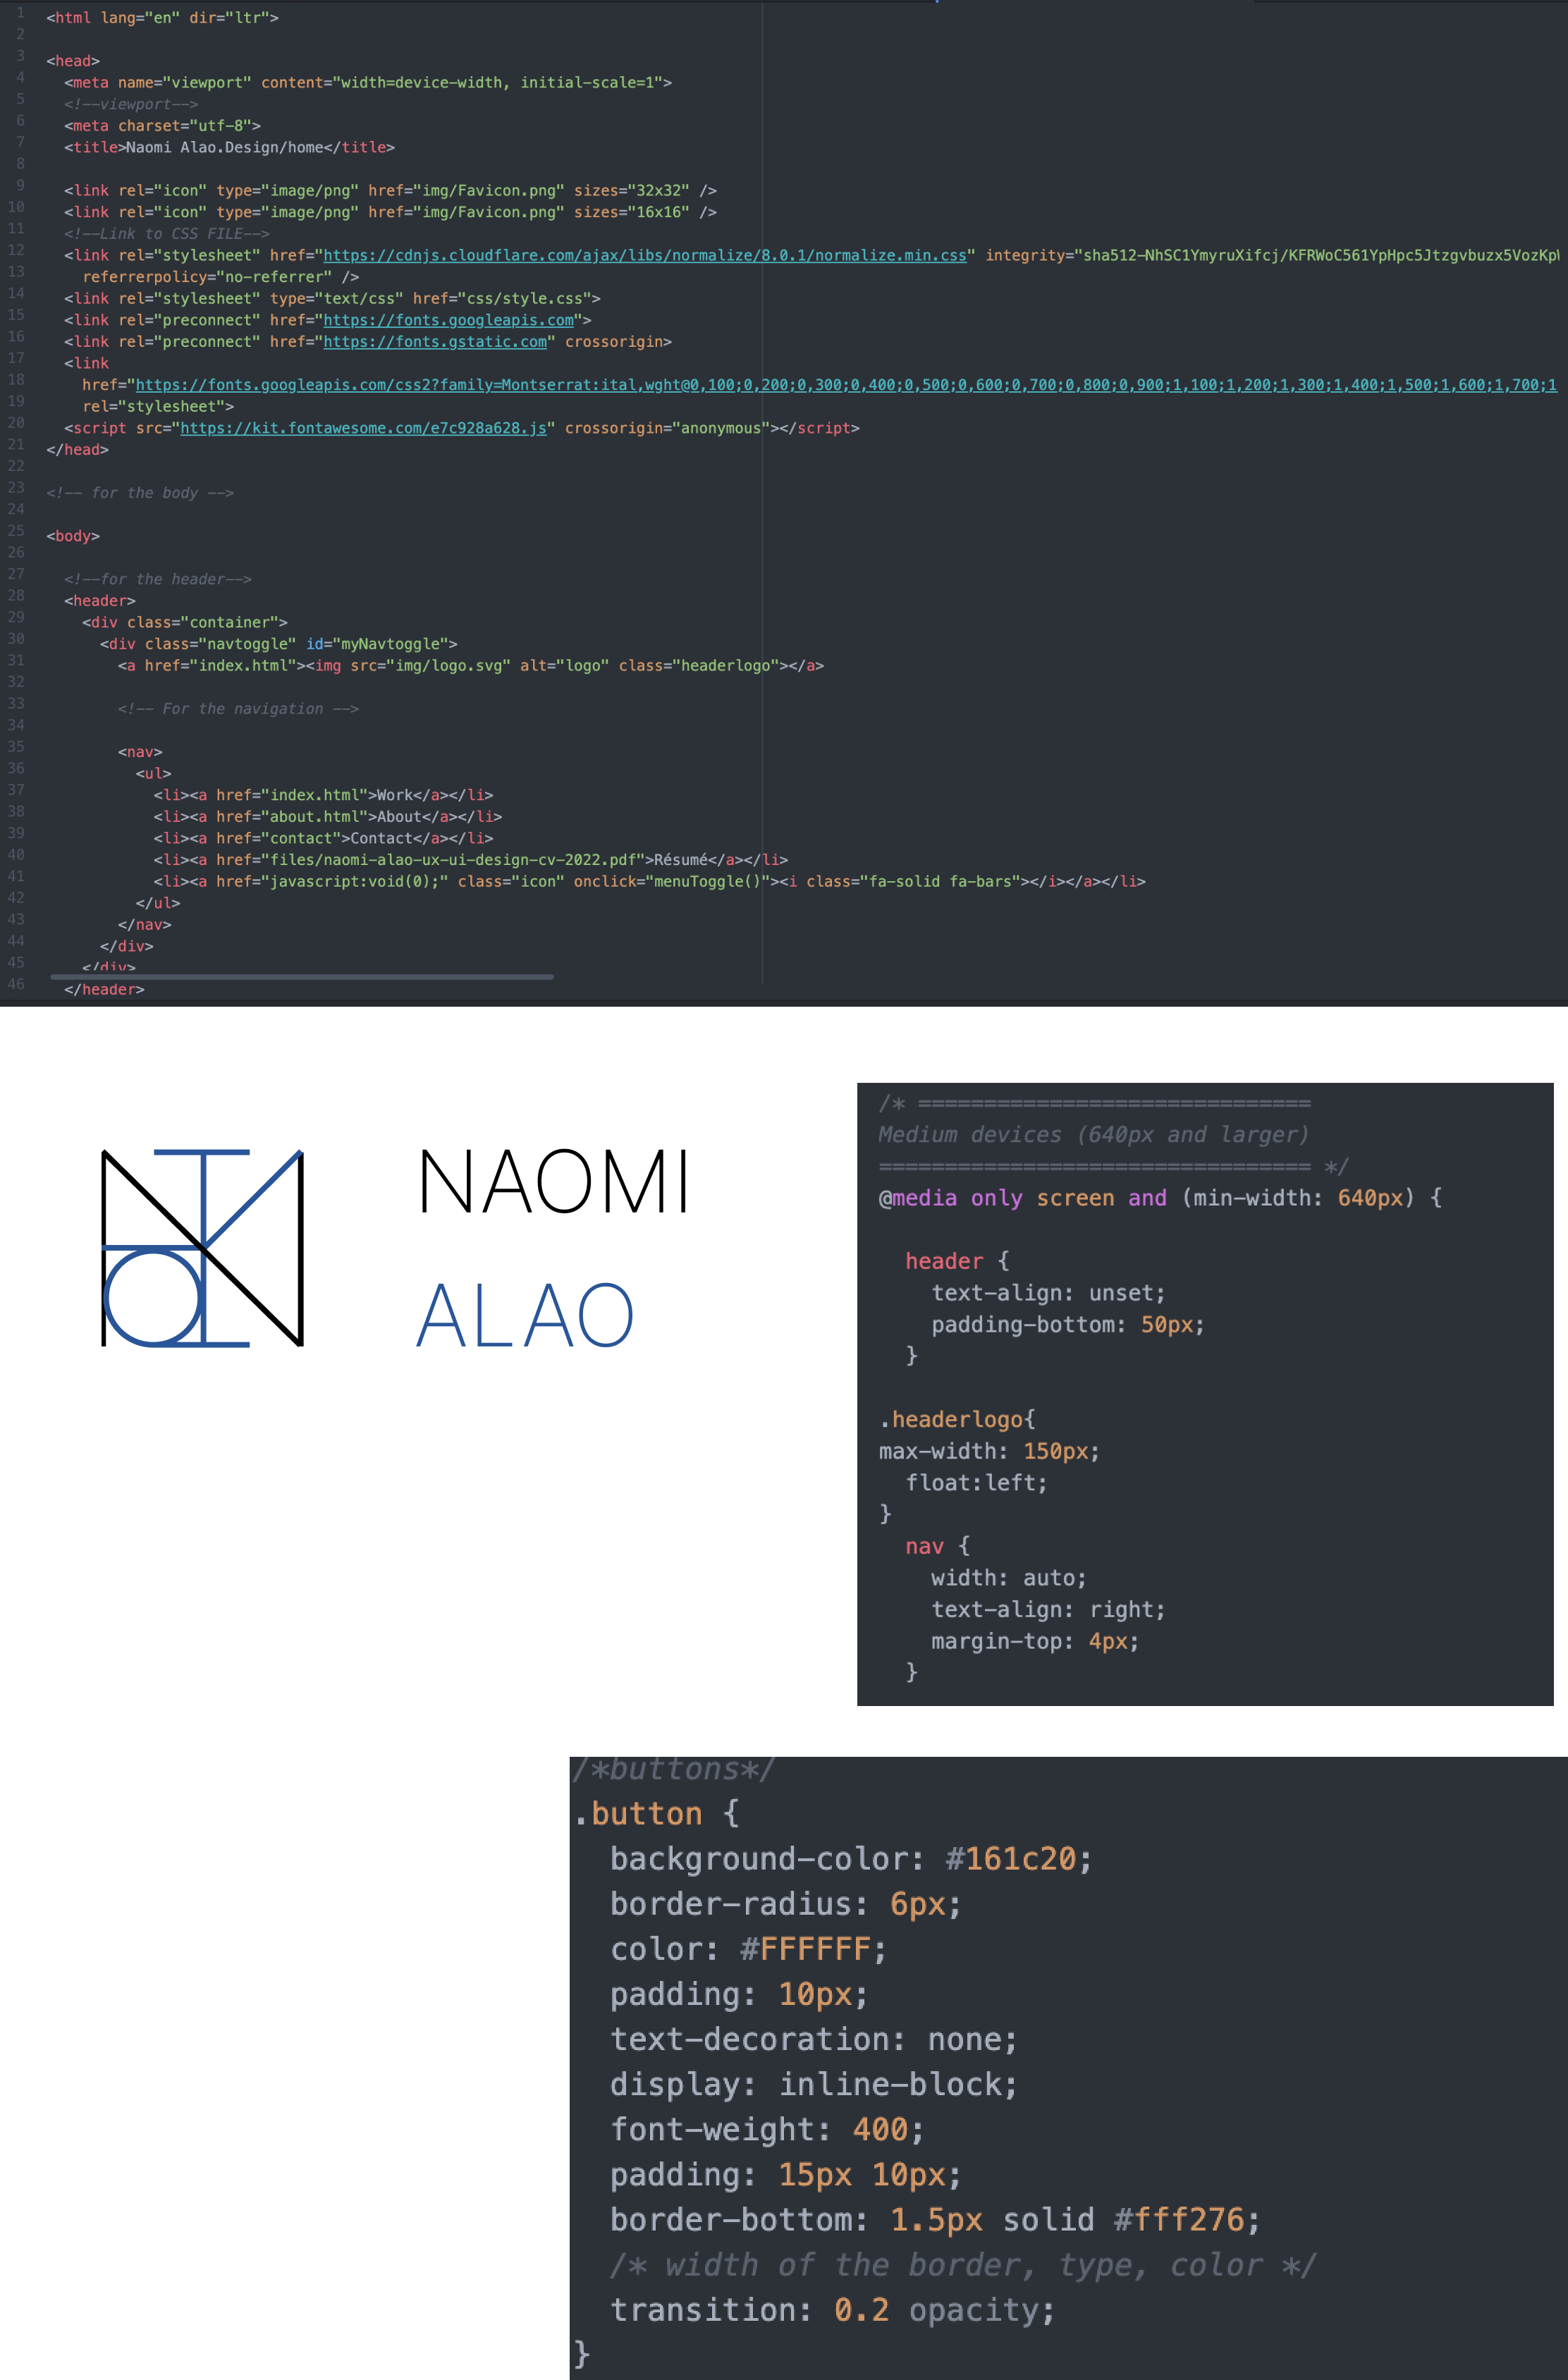 1 <html lang="en" dir="ltr">
2
3 <head>
4 <meta name="viewport" content="width=device-width, initial-scale=1">
5 <!--viewport-->
6 <meta charset="utf-8">
7 <title>Naomi Alao.Design/home</title>
8
9 <link rel="icon" type="image/png" href="img/Favicon.png" sizes="32x32" />
10 <link rel="icon" type="image/png" href="img/Favicon.png" sizes="16x16" />
11 <!--Link to CSS FILE-->
12 <link rel="stylesheet" href="https://cdnjs.cloudflare.com/ajax/libs/normalize/8.0.1/normalize.min.css" integrity="sha512-NhSC1YmyruXifcj/KFRWoC561YpHpc5Jtzgvbuzx5VozKp
13 referrerpolicy="no-referrer" />
14 <link rel="stylesheet" type="text/css" href="css/style.css">
15 <link rel="preconnect" href="https://fonts.googleapis.com">
16 <link rel="preconnect" href="https://fonts.gstatic.com" crossorigin>
17 <link
18 href="https://fonts.googleapis.com/css2?family=Montserrat:ital,wght@0,100;0,200;0,300;0,400;0,500;0,600;0,700;0,800;0,900;1,100;1,200;1,300;1,400;1,500;1,600;1,700;1
19 rel="stylesheet">
20 <script src="https://kit.fontawesome.com/e7c928a628.js" crossorigin="anonymous"></script>
21 </head>
22
23 <!-- for the body -->
24
25 <body>
26
27 <!--for the header-->
28 <header>
29 <div class="container">
30 <div class="navtoggle" id="myNavtoggle">
31 <a href="index.html"><img src="img/logo.svg" alt="logo" class="headerlogo"></a>
32
33 <!-- For the navigation -->
34
35 <nav>
36 <ul>
37 <li><a href="index.html">Work</a></li>
38 <li><a href="about.html">About</a></li>
39 <li><a href="contact">Contact</a></li>
40 <li><a href="files/naomi-alao-ux-ui-design-cv-2022.pdf">Résumé</a></li>
41 <li><a href="javascript:void(0);" class="icon" onclick="menuToggle()"><i class="fa-solid fa-bars"></i></a></li>
42 </ul>
43 </nav>
44 </div>
45 </div>
46 </header>
NAOMI
ALAO
/* ==============================
Medium devices (640px and larger)
================================= */
@media only screen and (min-width: 640px) {
header {
text-align: unset;
padding-bottom: 50px;
}
.headerlogo{
max-width: 150px;
float:left;
}
nav {
width: auto;
text-align: right;
margin-top: 4px;
}
/*buttons*/
.button {
background-color: #161c20;
border-radius: 6px;
color: #FFFFFF;
padding: 10px;
text-decoration: none;
display: inline-block;
font-weight: 400;
padding: 15px 10px;
border-bottom: 1.5px solid #fff276;
/* width of the border, type, color */
transition: 0.2 opacity;
}